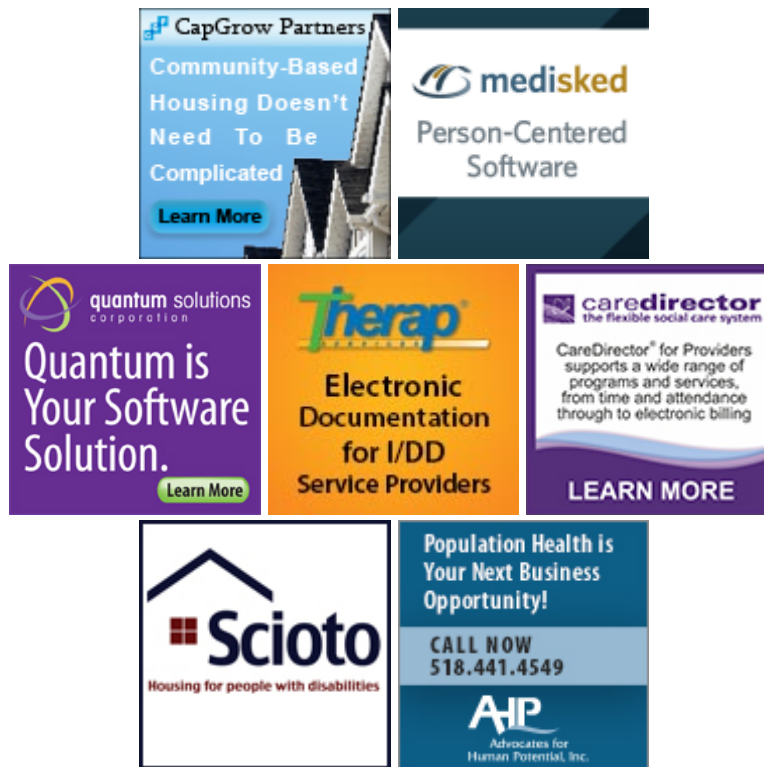 CapGrow Partners
Community-Based
Housing Doesn't
Need To Be
Complicated
Learn More
medisked
Person-Centered
Software
quantum solutions
corporation
Quantum is
Your Software
Solution.
Learn More
Therap®
SERVICES
Electronic
Documentation
for I/DD
Service Providers
caredirector
the flexible social care system
CareDirector® for Providers
supports a wide range of
programs and services,
from time and attendance
through to electronic billing
LEARN MORE
Scioto
Housing for people with disabilities
Population Health is
Your Next Business
Opportunity!
CALL NOW
518.441.4549
AHP
Advocates for
Human Potential, Inc.